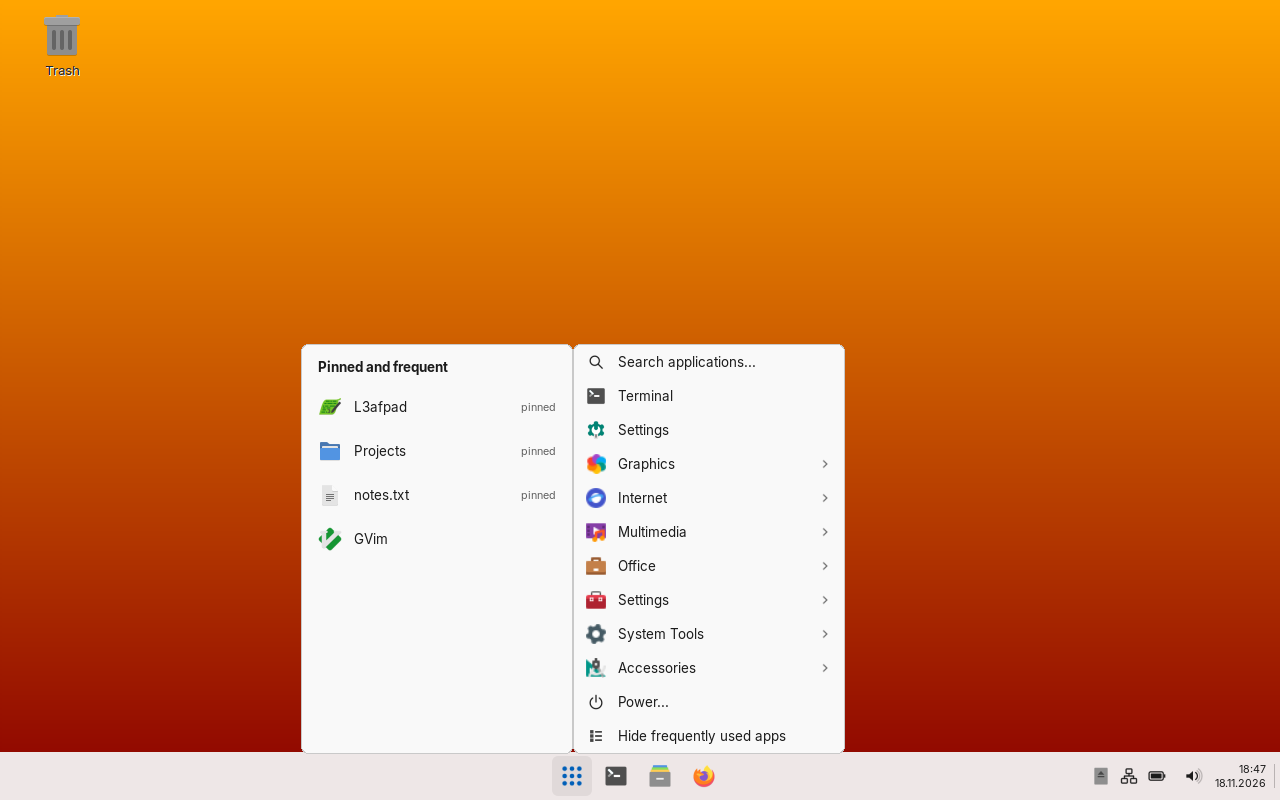 Trash
Pinned and frequent
L3afpad pinned
Projects pinned
notes.txt pinned
GVim
Search applications...
Terminal
Settings
Graphics
Internet
Multimedia
Office
Settings
System Tools
Accessories
Power...
Hide frequently used apps
18:47
18.11.2026